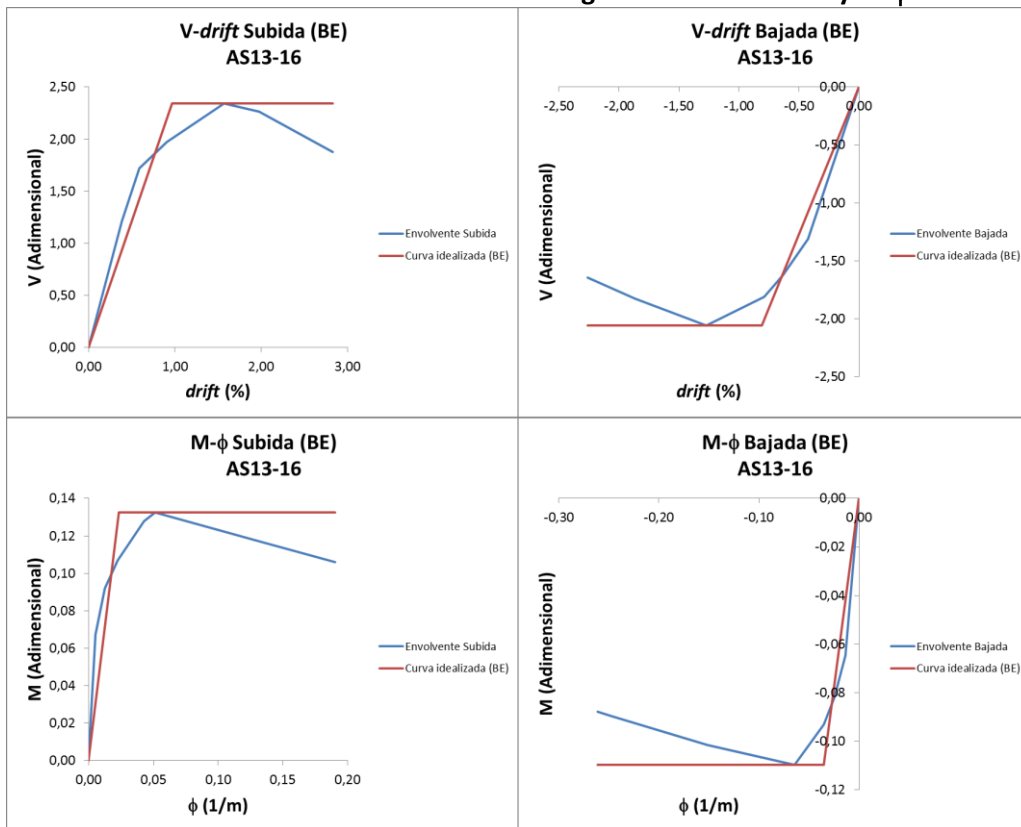 V-drift Subida (BE)
AS13-16
2,50
2,00
1,50
1,00
0,50
0,00
0,00 1,00 2,00 3,00
V (Adimensional)
drift (%)
Envolvente Subida
Curva idealizada (BE)
V-drift Bajada (BE)
AS13-16
-2,50 -2,00 -1,50 -1,00 -0,50 0,00
0,00
-0,50
-1,00
-1,50
-2,00
-2,50
V (Adimensional)
drift (%)
Envolvente Bajada
Curva idealizada (BE)
M-ϕ Subida (BE)
AS13-16
0,14
0,12
0,10
0,08
0,06
0,04
0,02
0,00
0,00 0,05 0,10 0,15 0,20
M (Adimensional)
ϕ (1/m)
Envolvente Subida
Curva idealizada (BE)
M-ϕ Bajada (BE)
AS13-16
-0,30 -0,20 -0,10 0,00
0,00
-0,02
-0,04
-0,06
-0,08
-0,10
-0,12
M (Adimensional)
ϕ (1/m)
Envolvente Bajada
Curva idealizada (BE)